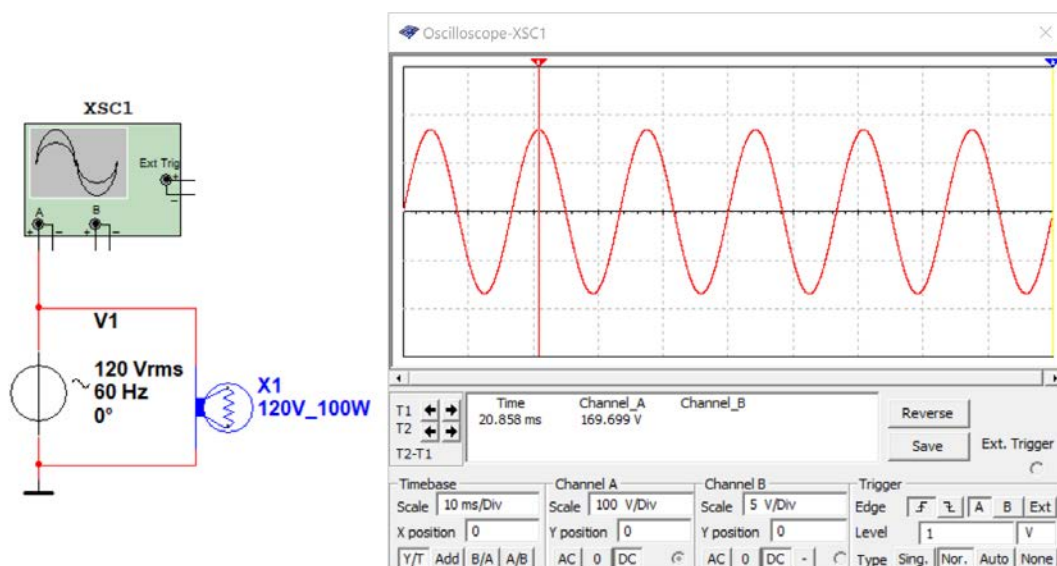 XSC1
Ext Trig
+
–
A
B
+ – + –
V1
120 Vrms
60 Hz
0°
X1
120V_100W
Oscilloscope-XSC1
Time Channel_A Channel_B
T1 20.858 ms 169.699 V
T2
T2-T1
Reverse
Save
Ext. Trigger
Timebase
Scale 10 ms/Div
X position 0
Y/T Add B/A A/B
Channel A
Scale 100 V/Div
Y position 0
AC 0 DC
Channel B
Scale 5 V/Div
Y position 0
AC 0 DC -
Trigger
Edge A B Ext
Level 1 V
Type Sing. Nor. Auto None